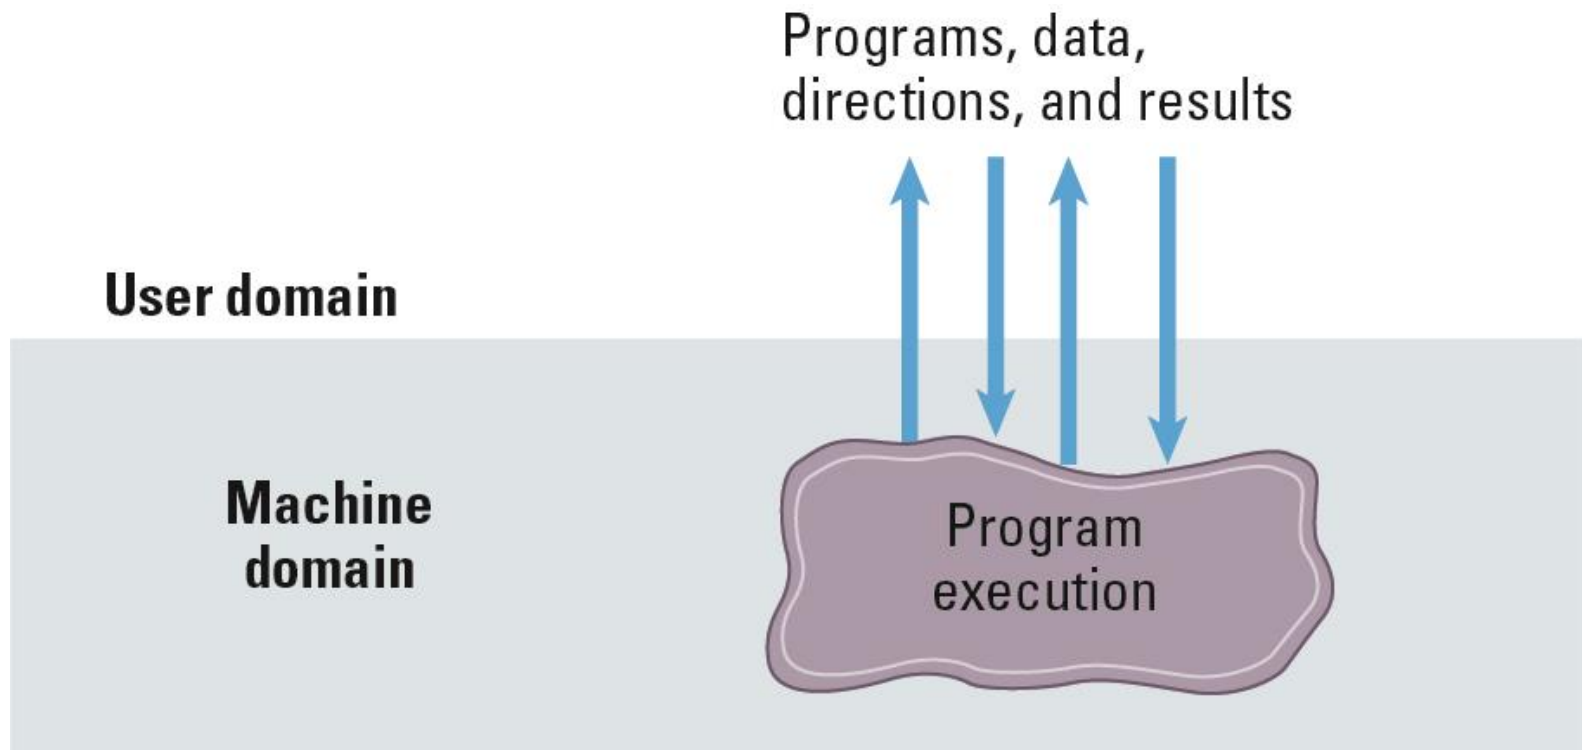 Programs, data,
directions, and results
User domain
Machine
domain
Program
execution